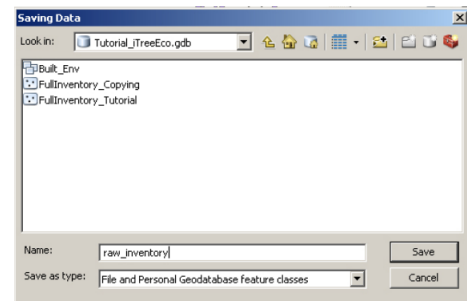 Saving Data
Look in: Tutorial_iTreeEco.gdb
Built_Env
FullInventory_Copying
FullInventory_Tutorial
Name: raw_inventory Save
Save as type: File and Personal Geodatabase feature classes Cancel